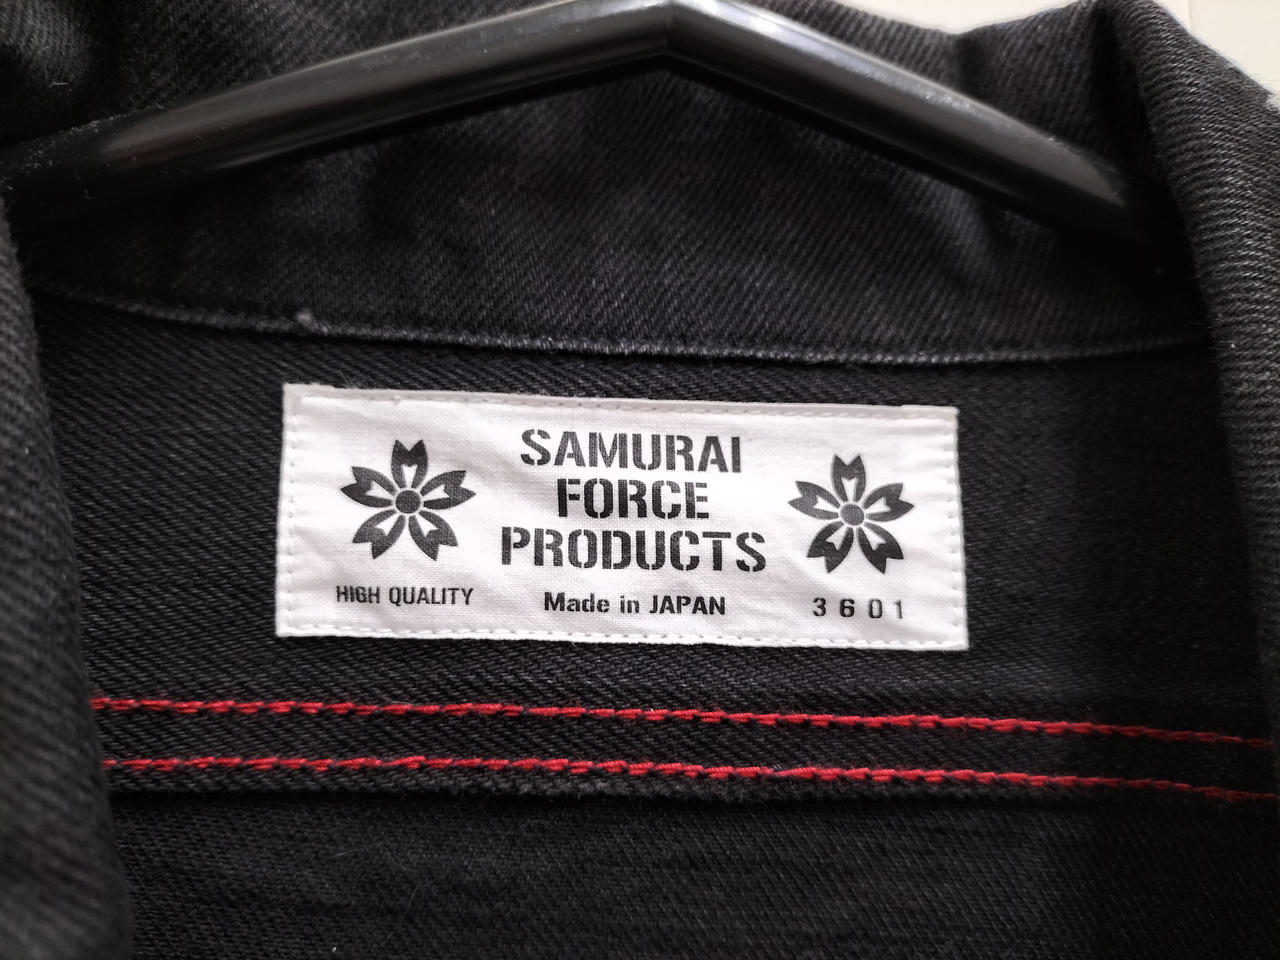 SAMURAI
FORCE
PRODUCTS
HIGH QUALITY
Made in JAPAN
3601